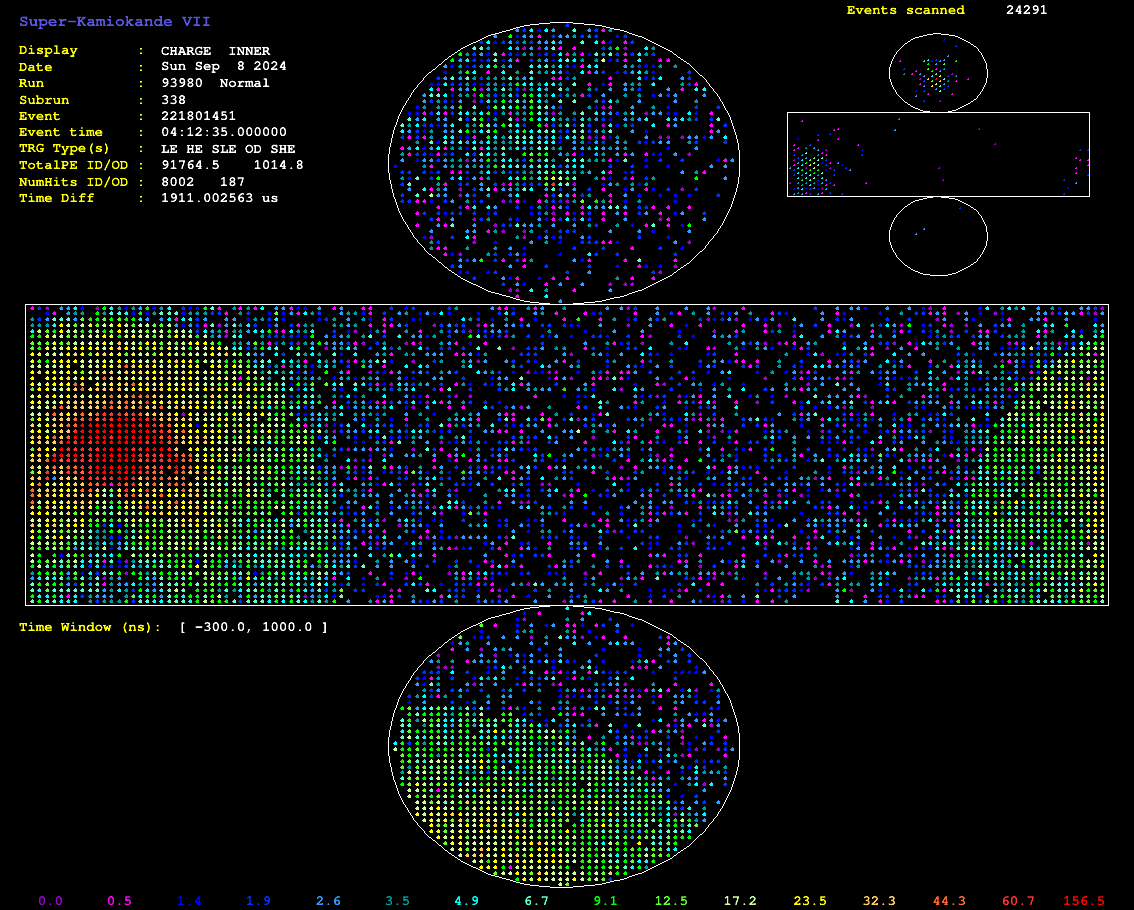 Super-Kamiokande VII
Events scanned 24291
Display : CHARGE INNER
Date : Sun Sep 8 2024
Run : 93980 Normal
Subrun : 338
Event : 221801451
Event time : 04:12:35.000000
TRG Type(s) : LE HE SLE OD SHE
TotalPE ID/OD : 91764.5 1014.8
NumHits ID/OD : 8002 187
Time Diff : 1911.002563 us
Time Window (ns): [ -300.0, 1000.0 ]
0.0 0.5 1.4 1.9 2.6 3.5 4.9 6.7 9.1 12.5 17.2 23.5 32.3 44.3 60.7 156.5